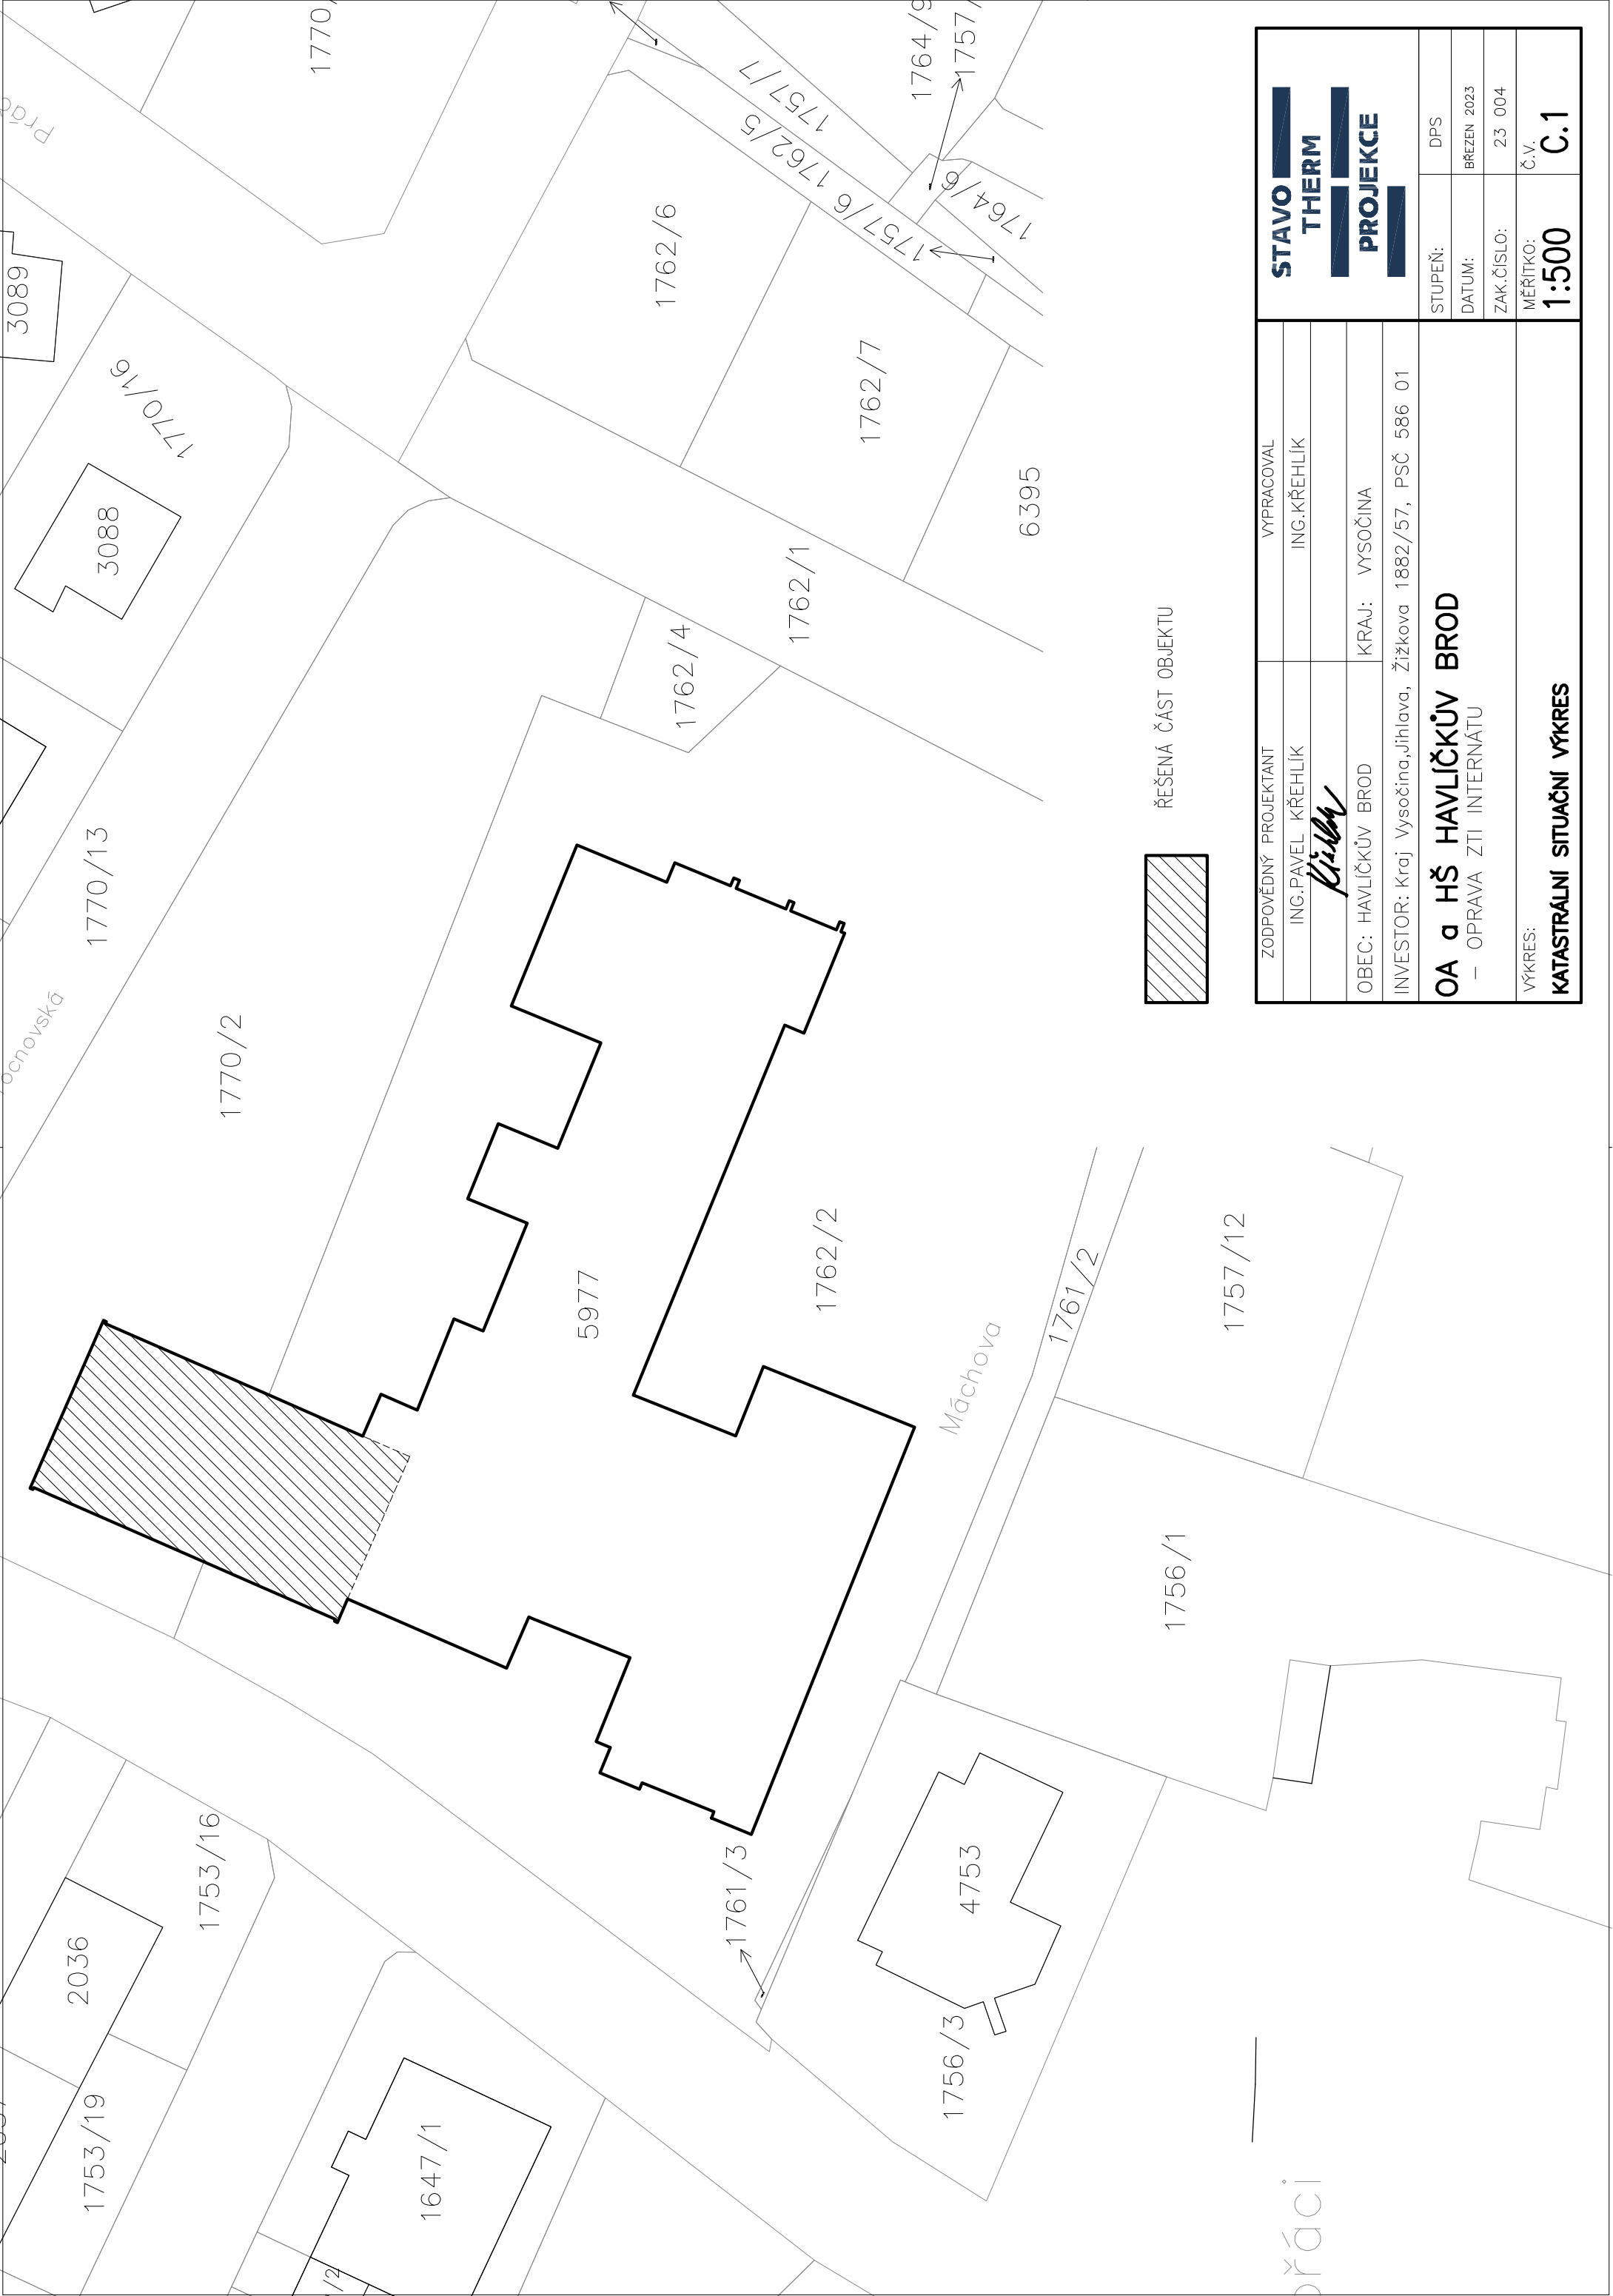 3089
1770/16
3088
1770/13
1770/2
1762/6
1762/7
6395
1762/1
1762/4
1757/7
1762/5
1757/6
1764/6
5977
1762/2
Máchova
1761/2
1757/12
1756/1
1761/3
4753
1756/3
1753/16
2036
1753/19
1647/1
ŘEŠENÁ ČÁST OBJEKTU
ZODPOVĚDNÝ PROJEKTANT
VYPRACOVAL
ING.PAVEL KŘEHLÍK
ING.KŘEHLÍK
OBEC: HAVLÍČKŮV BROD
KRAJ: VYSOČINA
INVESTOR: Kraj Vysočina,Jihlava, Žižkova 1882/57, PSČ 586 01
OA a HŠ HAVLÍČKŮV BROD
– OPRAVA ZTI INTERNÁTU
VÝKRES:
KATASTRÁLNÍ SITUAČNÍ VÝKRES
STAVO
THERM
PROJEKCE
STUPEŇ: DPS
DATUM: BŘEZEN 2023
ZAK.ČÍSLO: 23 004
MĚŘÍTKO: Č.V.
1:500 C.1